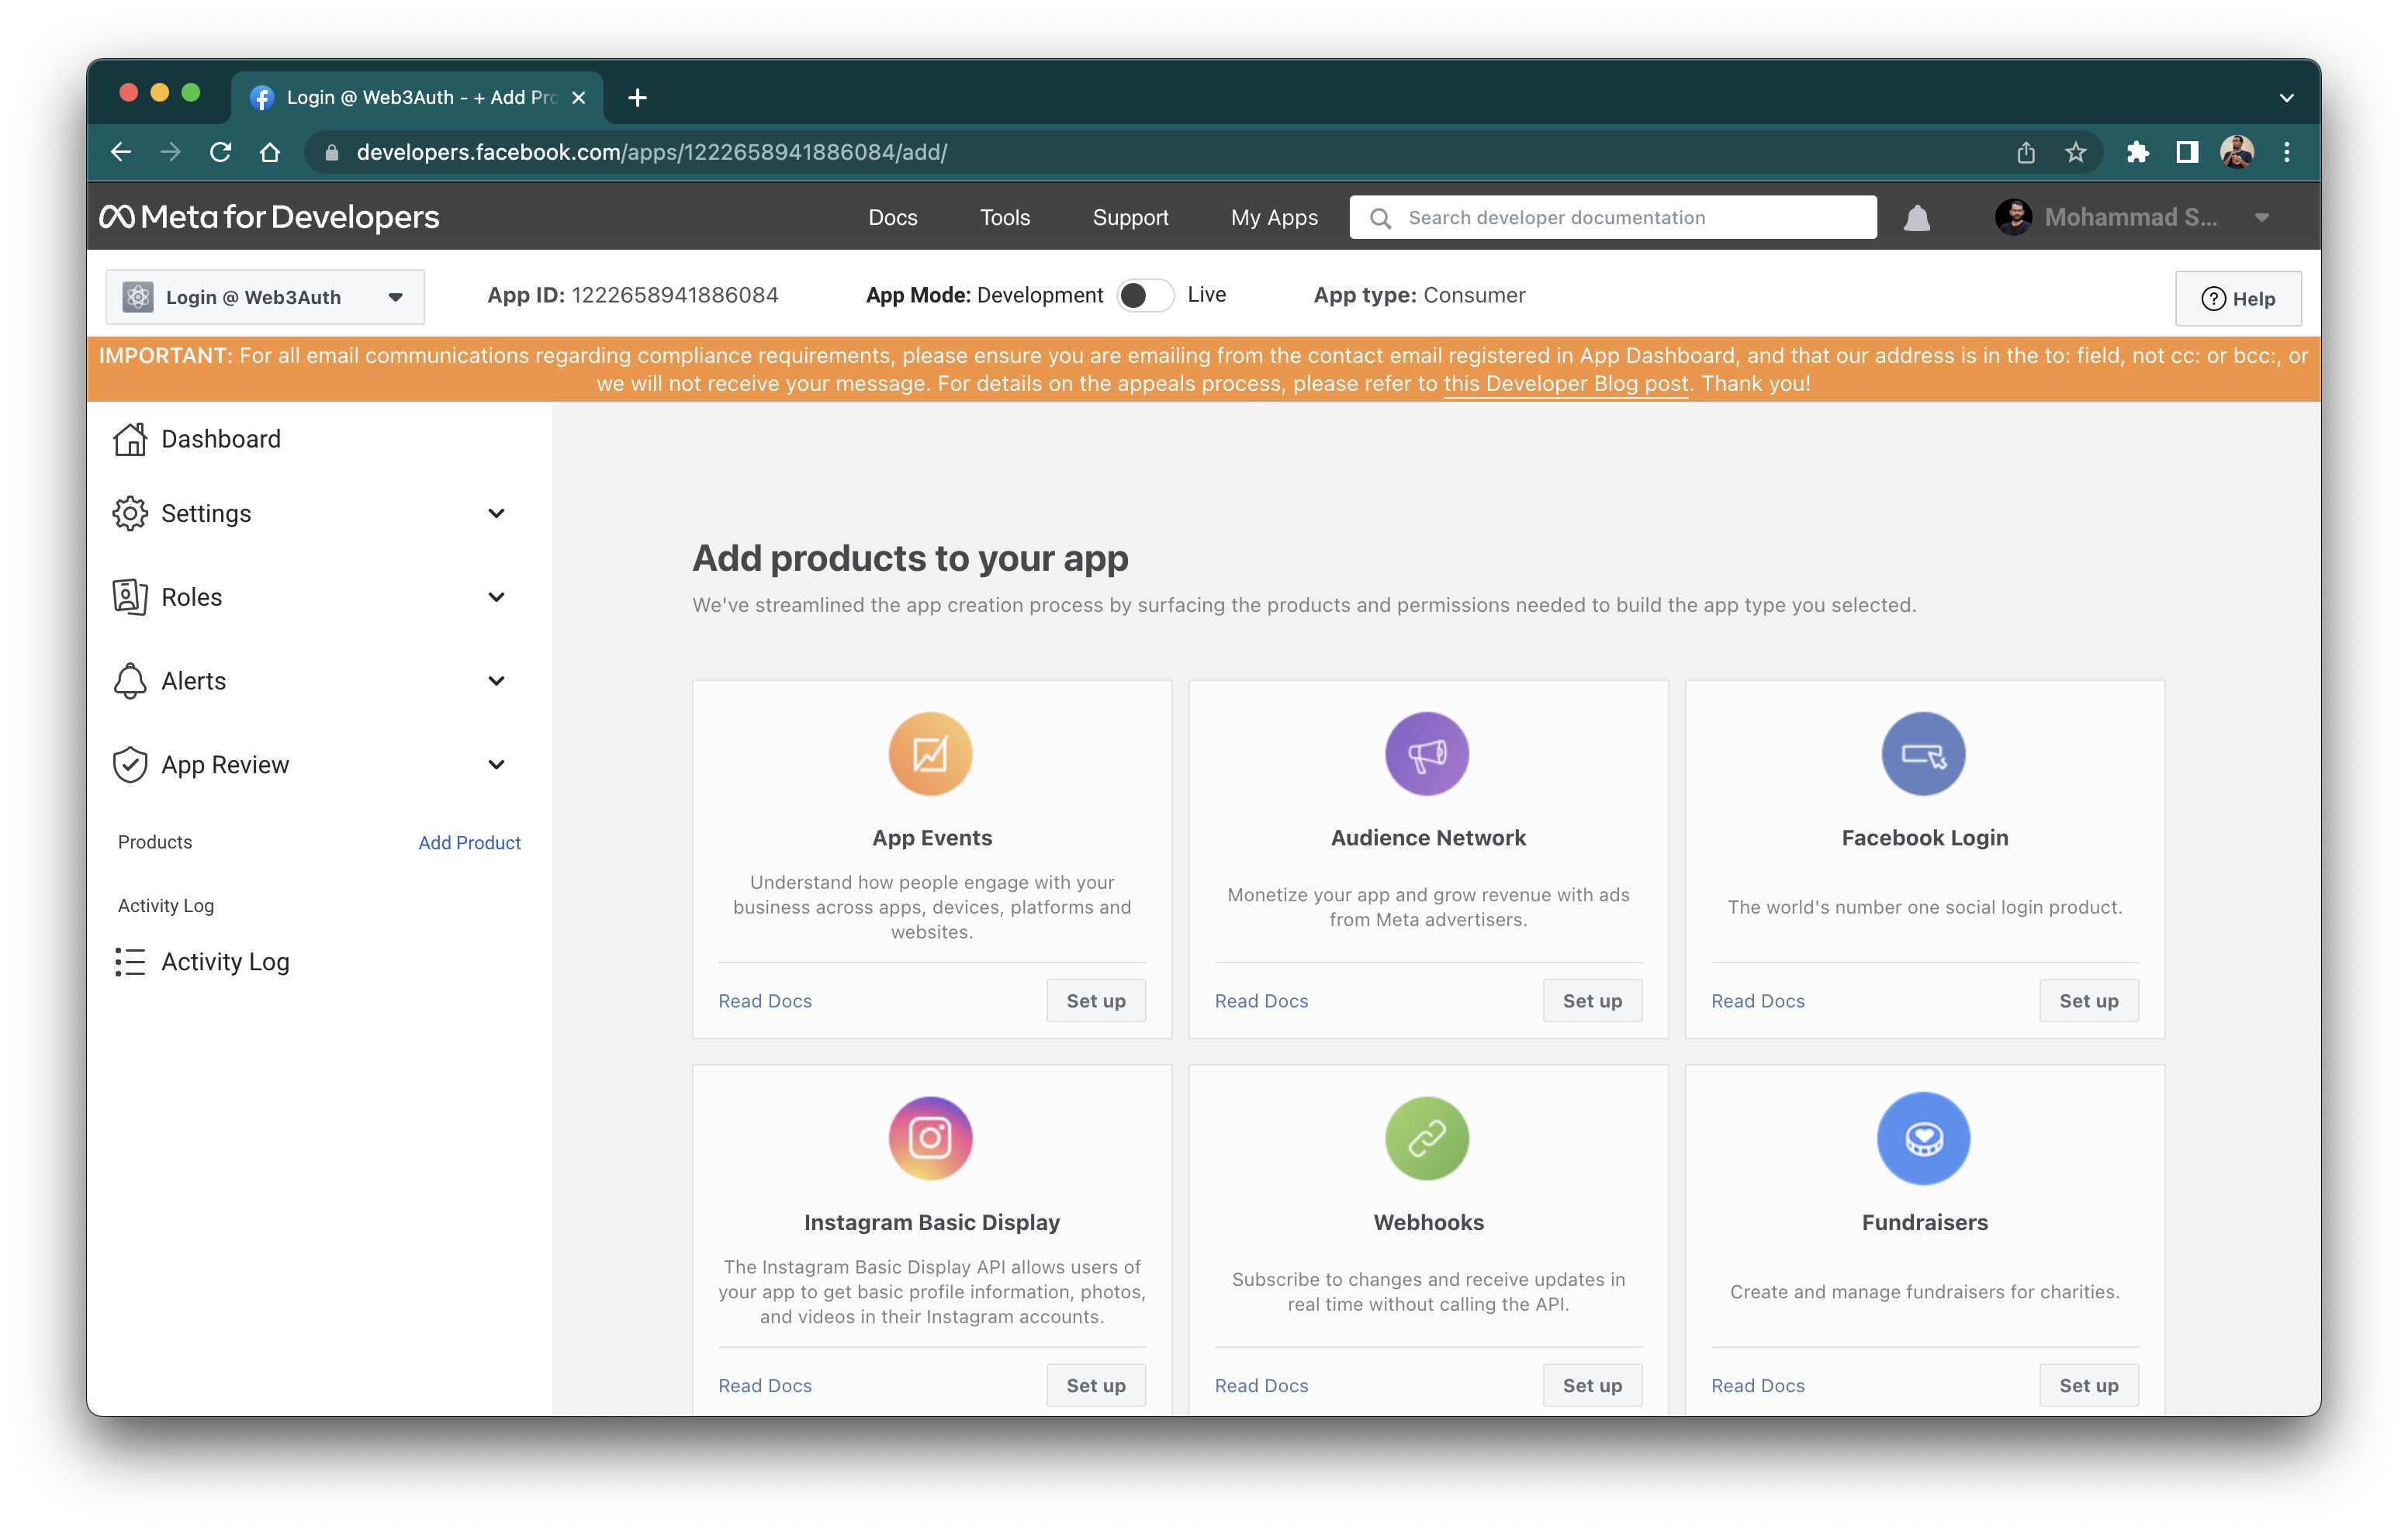 Login @ Web3Auth - + Add Pro
developers.facebook.com/apps/1222658941886084/add/
Meta for Developers
Docs
Tools
Support
My Apps
Search developer documentation
Mohammad S...
Login @ Web3Auth
App ID: 1222658941886084
App Mode: Development
Live
App type: Consumer
Help
IMPORTANT: For all email communications regarding compliance requirements, please ensure you are emailing from the contact email registered in App Dashboard, and that our address is in the to: field, not cc: or bcc:, or
we will not receive your message. For details on the appeals process, please refer to this Developer Blog post. Thank you!
Dashboard
Settings
Roles
Alerts
App Review
Products
Add Product
Activity Log
Activity Log
Add products to your app
We've streamlined the app creation process by surfacing the products and permissions needed to build the app type you selected.
App Events
Understand how people engage with your
business across apps, devices, platforms and
websites.
Read Docs
Set up
Audience Network
Monetize your app and grow revenue with ads
from Meta advertisers.
Read Docs
Set up
Facebook Login
The world's number one social login product.
Read Docs
Set up
Instagram Basic Display
The Instagram Basic Display API allows users of
your app to get basic profile information, photos,
and videos in their Instagram accounts.
Read Docs
Set up
Webhooks
Subscribe to changes and receive updates in
real time without calling the API.
Read Docs
Set up
Fundraisers
Create and manage fundraisers for charities.
Read Docs
Set up